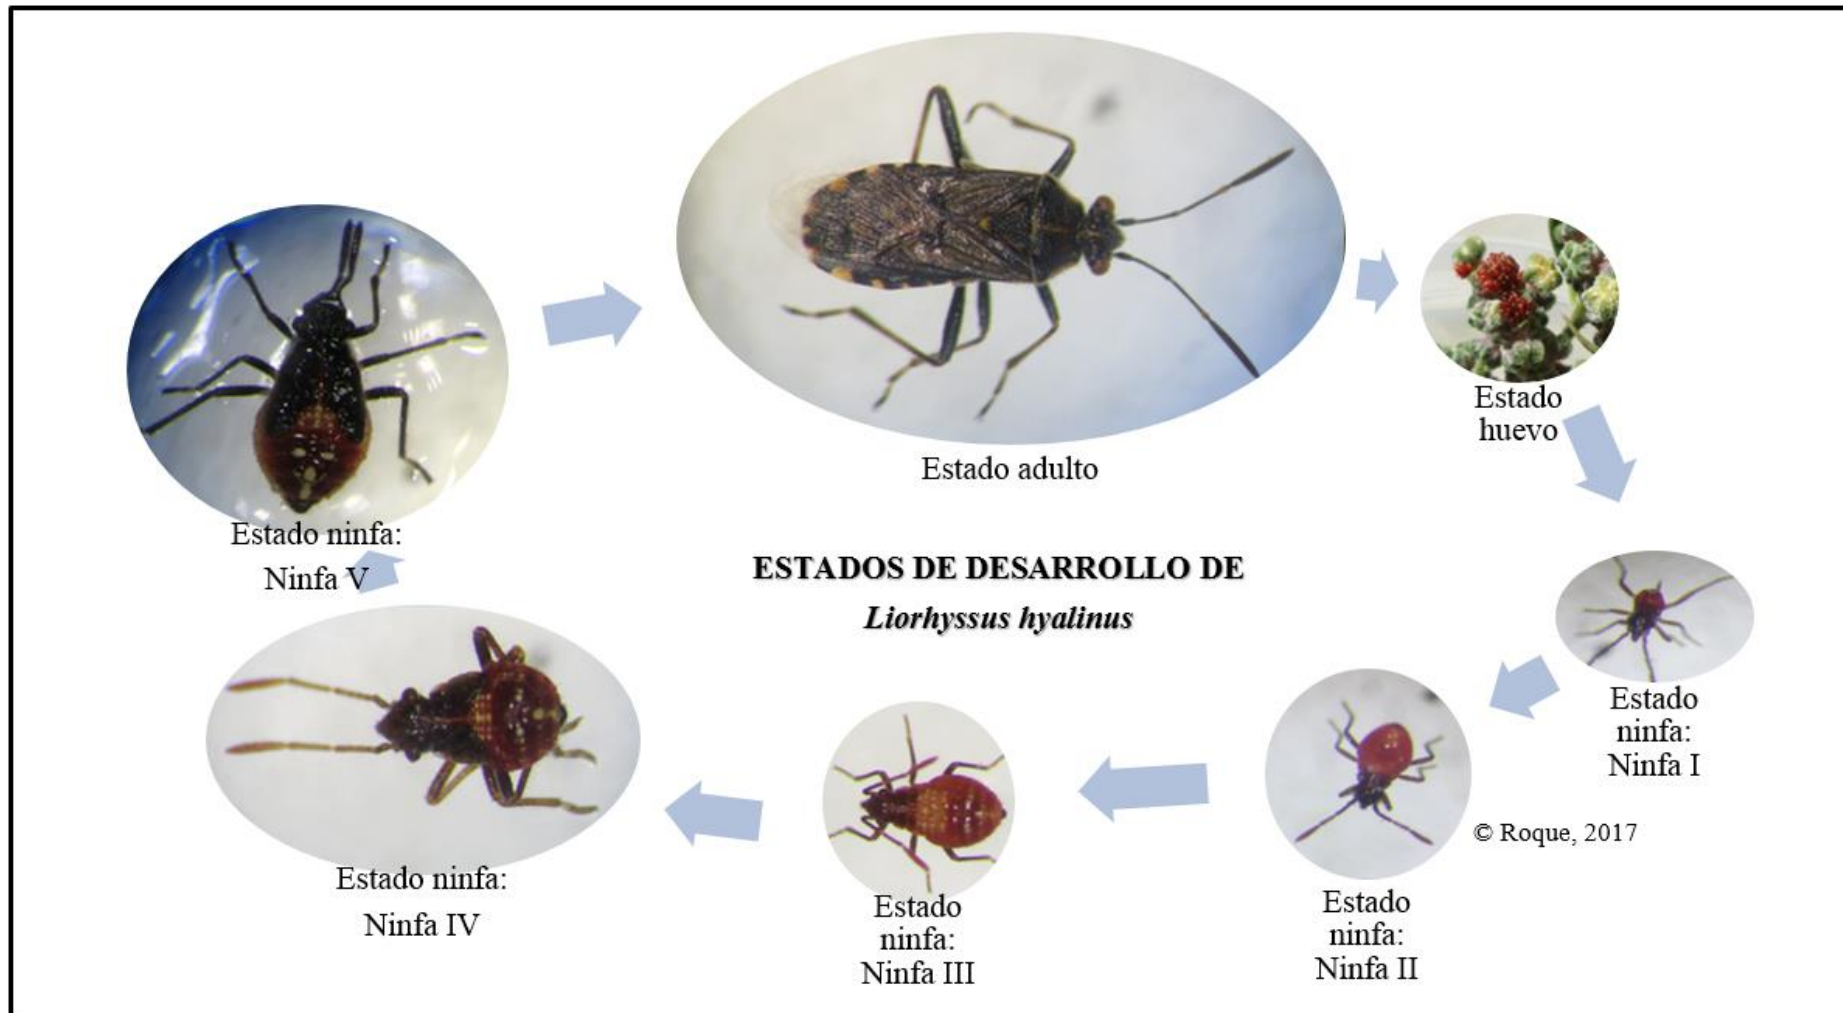 Estado adulto
Estado
huevo
Estado ninfa:
Ninfa V
ESTADOS DE DESARROLLO DE
Liorhyssus hyalinus
Estado
ninfa:
Ninfa I
© Roque, 2017
Estado
ninfa:
Ninfa II
Estado
ninfa:
Ninfa III
Estado ninfa:
Ninfa IV